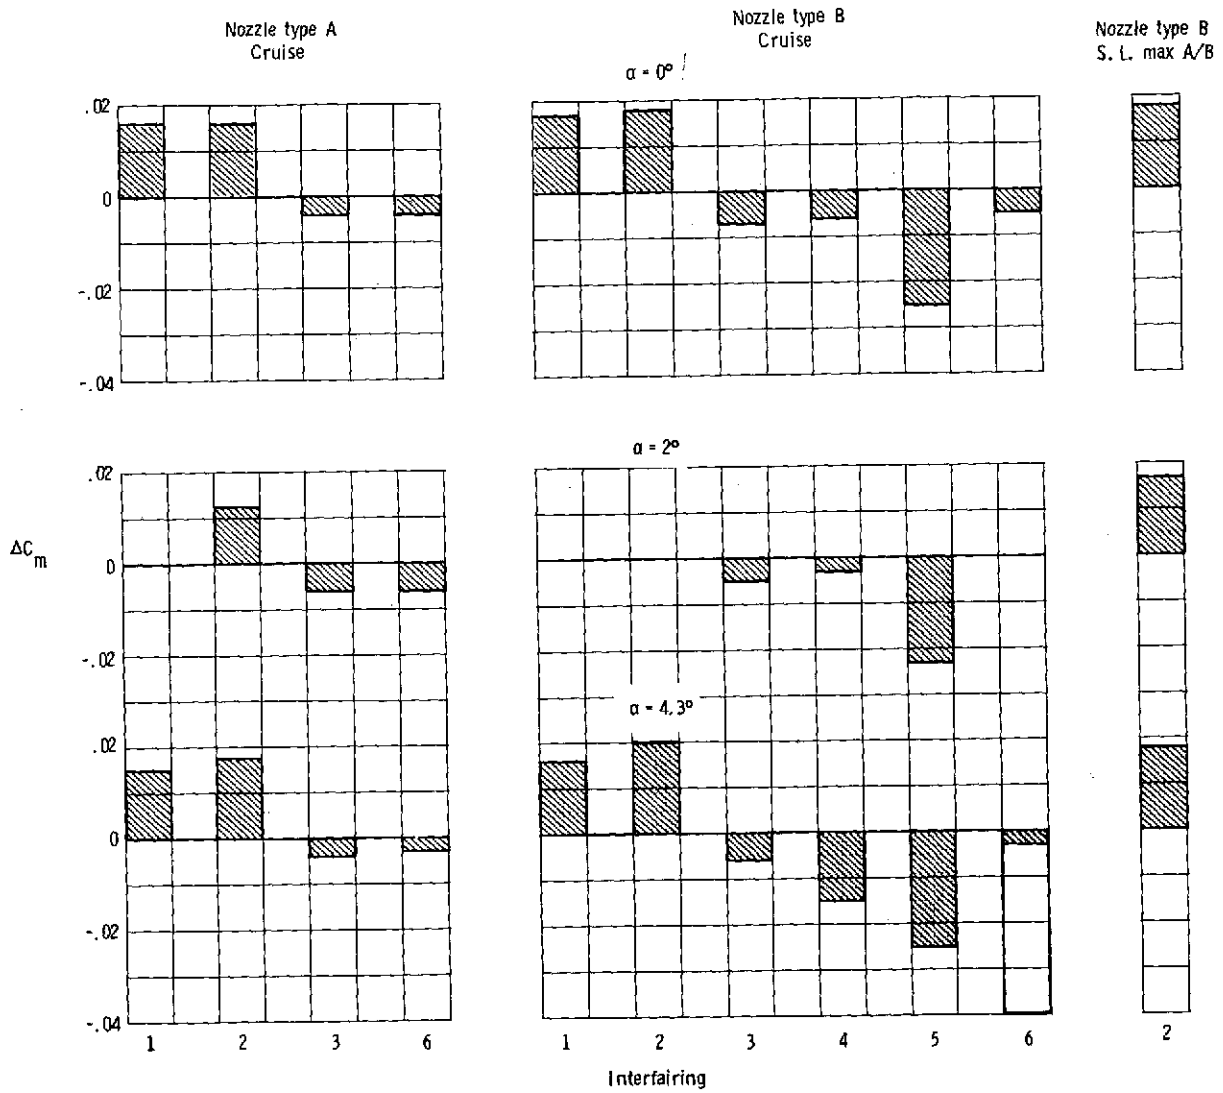 Nozzle type A
Cruise
Nozzle type B
Cruise
Nozzle type B
S. L. max A/B
α = 0°
.02
0
-.02
-.04
α = 2°
.02
ΔCm
0
-.02
α = 4.3°
.02
0
-.02
-.04
1 2 3 6
1 2 3 4 5 6
2
Interfairing